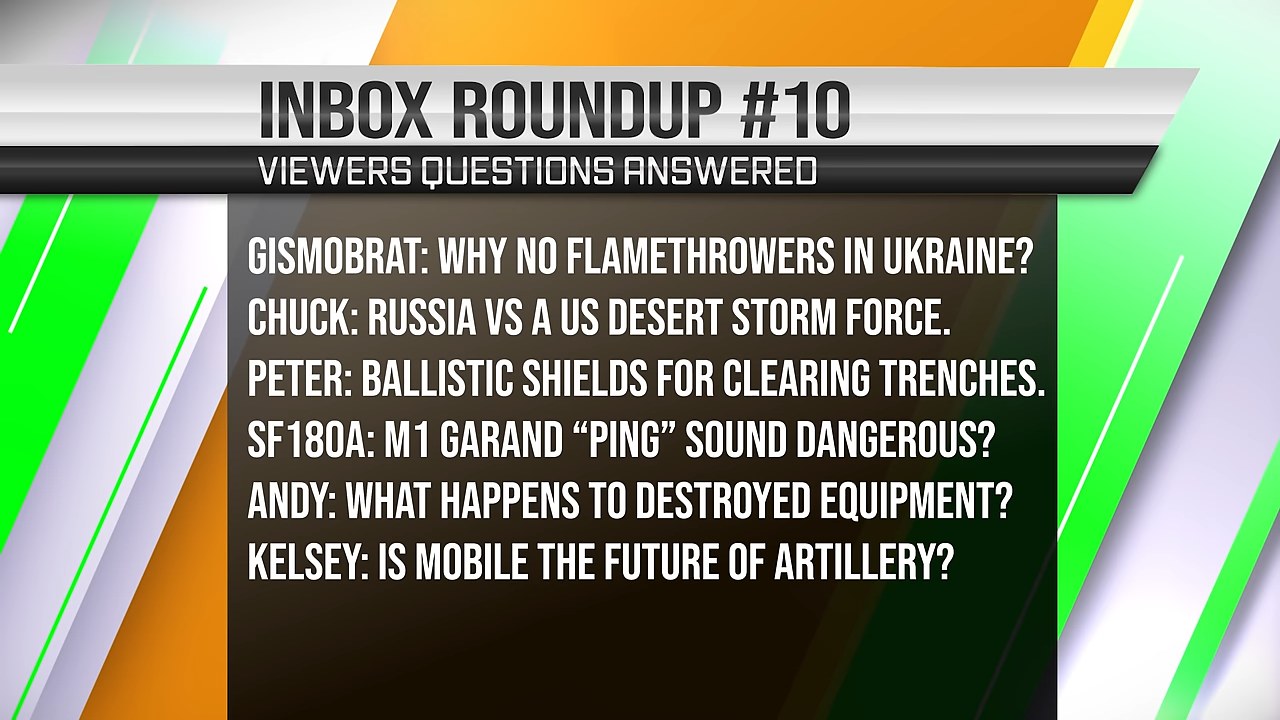 INBOX ROUNDUP #10
VIEWERS QUESTIONS ANSWERED
GISMOBRAT: WHY NO FLAMETHROWERS IN UKRAINE?
CHUCK: RUSSIA VS A US DESERT STORM FORCE.
PETER: BALLISTIC SHIELDS FOR CLEARING TRENCHES.
SF180A: M1 GARAND “PING” SOUND DANGEROUS?
ANDY: WHAT HAPPENS TO DESTROYED EQUIPMENT?
KELSEY: IS MOBILE THE FUTURE OF ARTILLERY?